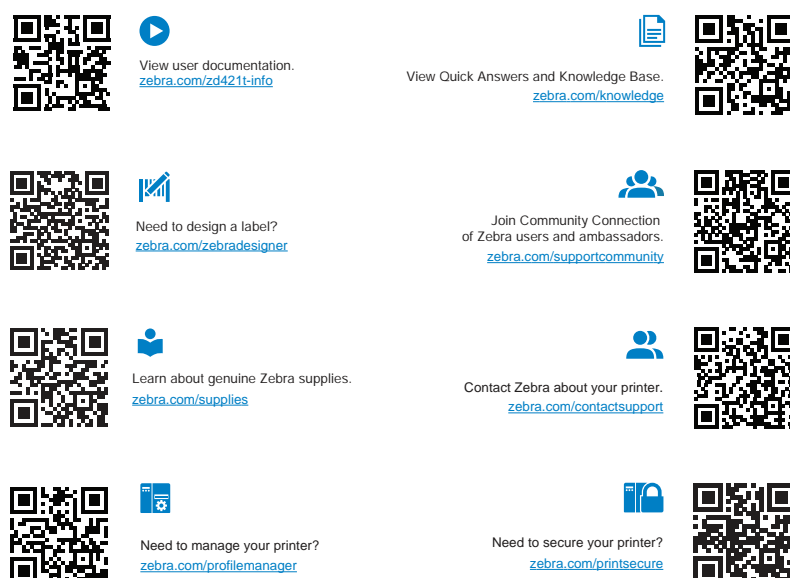 View user documentation.
zebra.com/zd421t-info
View Quick Answers and Knowledge Base.
zebra.com/knowledge
Need to design a label?
zebra.com/zebradesigner
Join Community Connection
of Zebra users and ambassadors.
zebra.com/supportcommunity
Learn about genuine Zebra supplies.
zebra.com/supplies
Contact Zebra about your printer.
zebra.com/contactsupport
Need to manage your printer?
zebra.com/profilemanager
Need to secure your printer?
zebra.com/printsecure